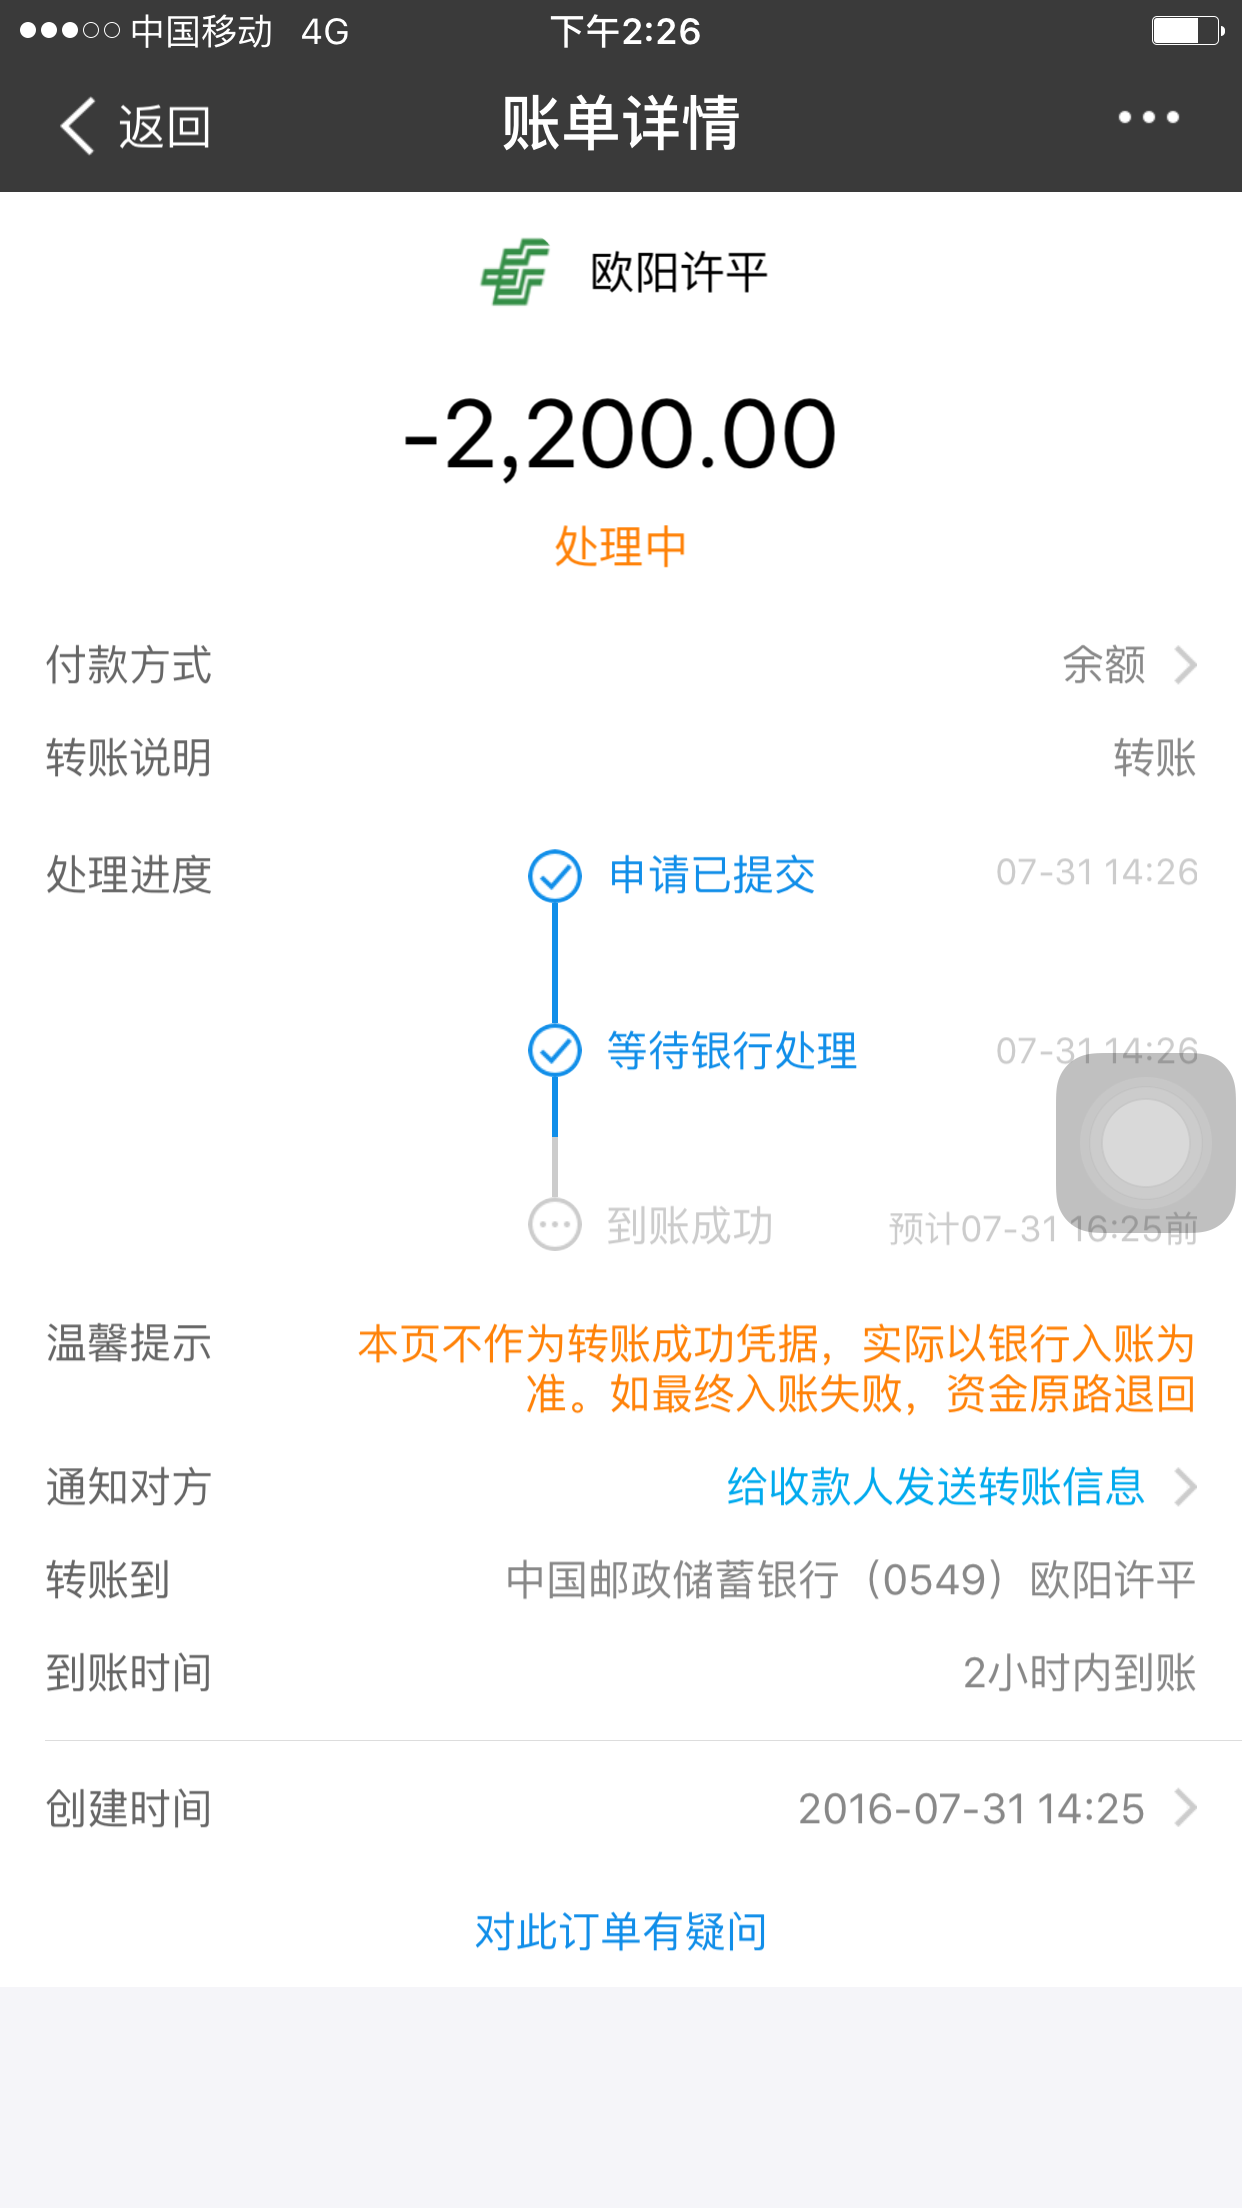 中国移动 4G 下午2:26
返回 账单详情
欧阳许平
-2,200.00
处理中
付款方式 余额
转账说明 转账
处理进度 申请已提交 07-31 14:26
等待银行处理 07-31 14:26
到账成功 预计07-31 16:25前
温馨提示 本页不作为转账成功凭据，实际以银行入账为
准。如最终入账失败，资金原路退回
通知对方 给收款人发送转账信息
转账到 中国邮政储蓄银行（0549）欧阳许平
到账时间 2小时内到账
创建时间 2016-07-31 14:25
对此订单有疑问